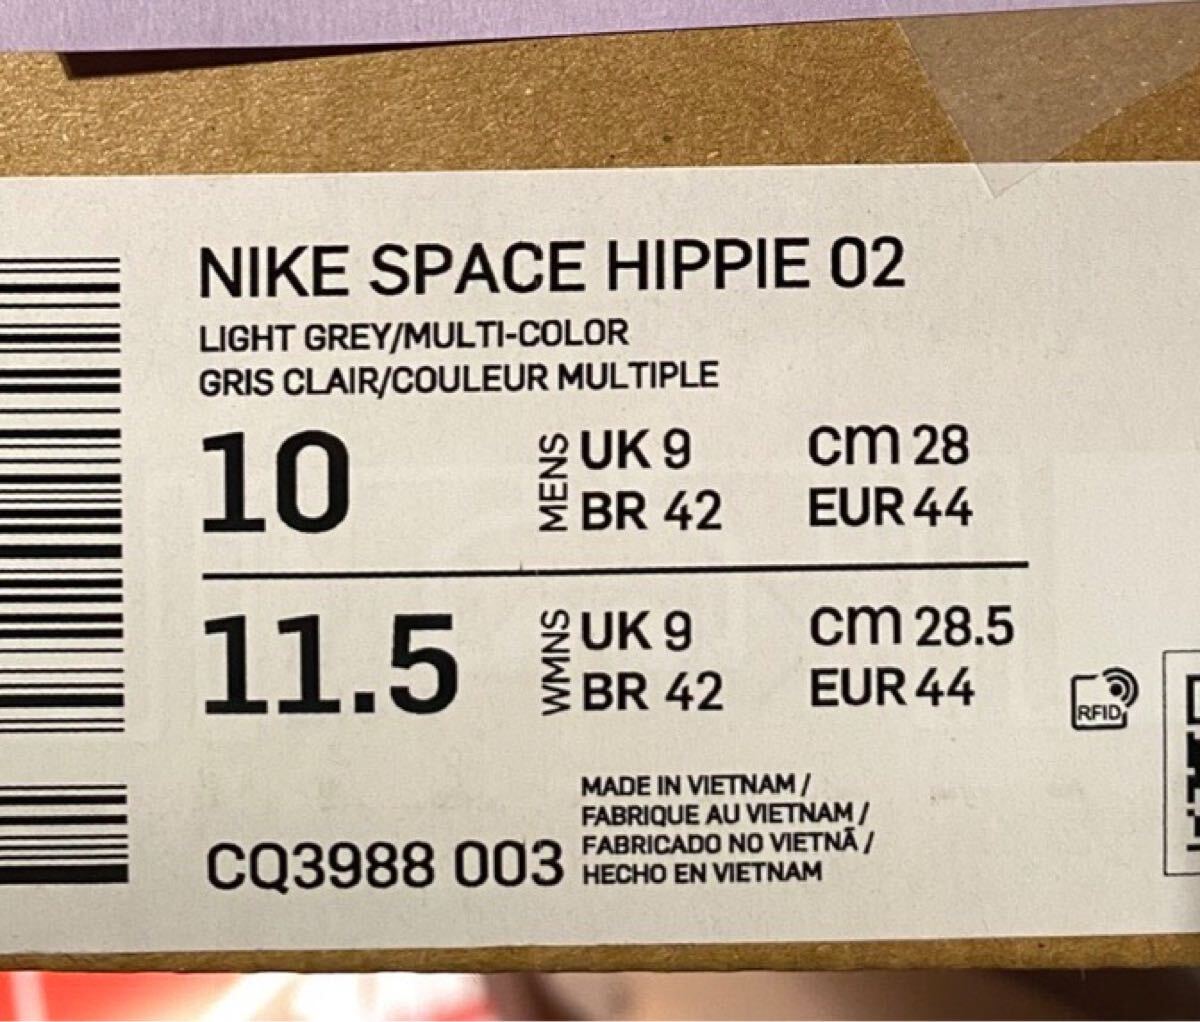 NIKE SPACE HIPPIE 02
LIGHT GREY/MULTI-COLOR
GRIS CLAIR/COULEUR MULTIPLE
10 MENS UK 9 cm 28
BR 42 EUR 44
11.5 WMNS UK 9 cm 28.5
BR 42 EUR 44
RFID
MADE IN VIETNAM /
FABRIQUE AU VIETNAM /
FABRICADO NO VIETNÃ /
HECHO EN VIETNAM
CQ3988 003